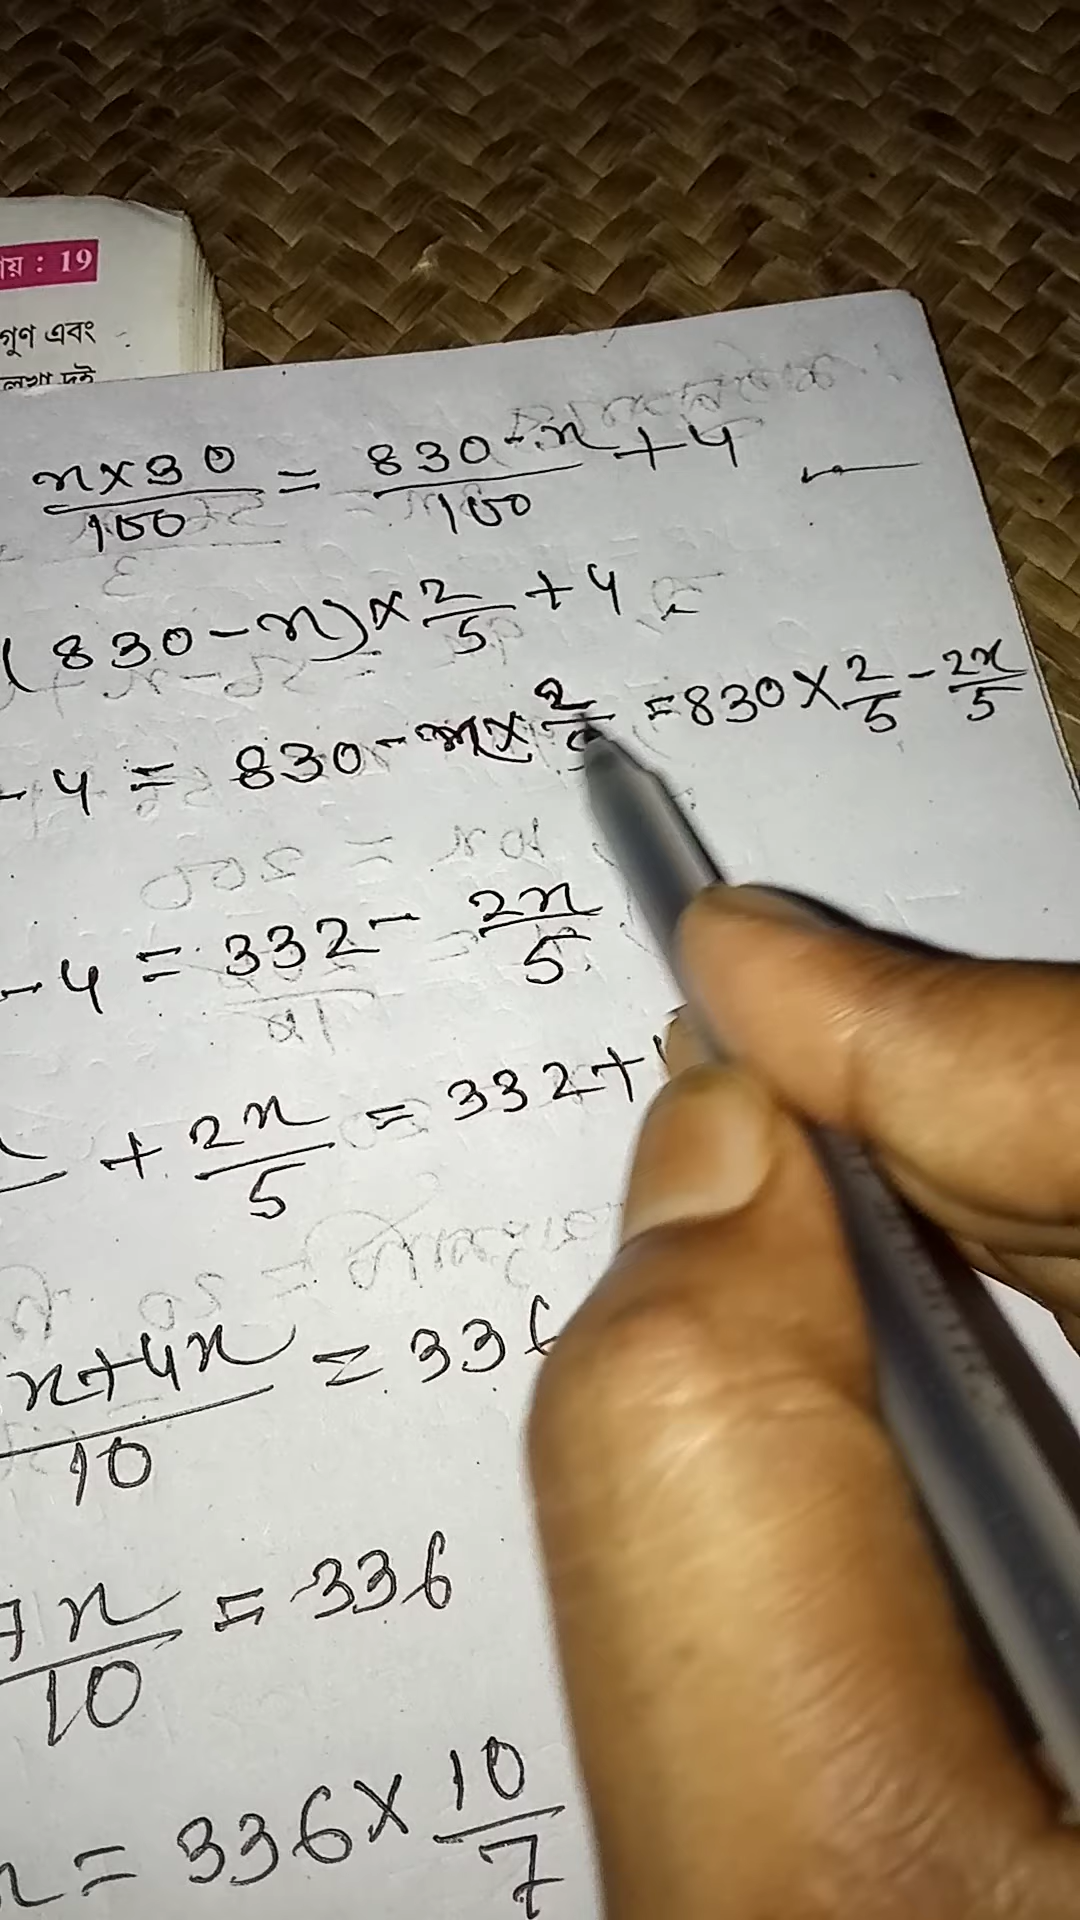 : 19
গুণ এবং
লেখা দুই
x×30/100 = 830-x/100 + 4
(830-x)×2/5 + 4
- 4 = 830-x×2/5 = 830×2/5 - 2x/5
- 4 = 332 - 2x/5
+ 2x/5 = 332+
x+4x/10 = 336
7x/10 = 336
x = 336×10/7